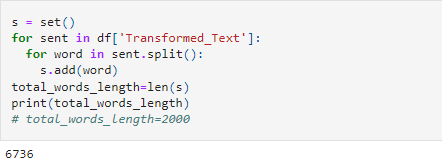 s = set()
for sent in df['Transformed_Text']:
  for word in sent.split():
    s.add(word)
total_words_length=len(s)
print(total_words_length)
# total_words_length=2000
6736